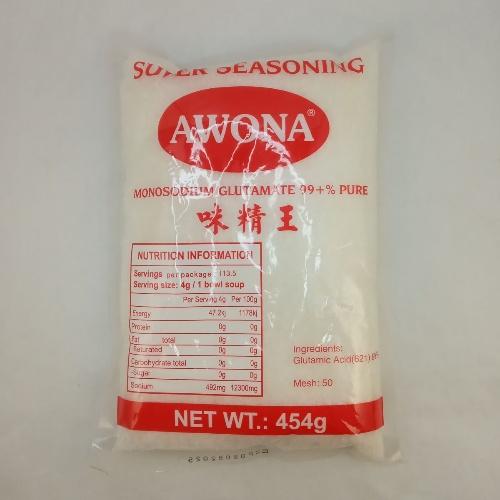 SUPER SEASONING
AWONA®
MONOSODIUM GLUTAMATE 99+% PURE
味精王
NUTRITION INFORMATION
Servings per package: 113.5
Serving size: 4g / 1 bowl soup
Per Serving 4g Per 100g
Energy 47.2kj 1178kj
Protein 0g 0g
Fat total 0g 0g
-saturated 0g 0g
Carbohydrate total 0g 0g
-Sugar 0g 0g
Sodium 492mg 12300mg
Ingredients:
Glutamic Acid(621)
Mesh: 50
NET WT.: 454g